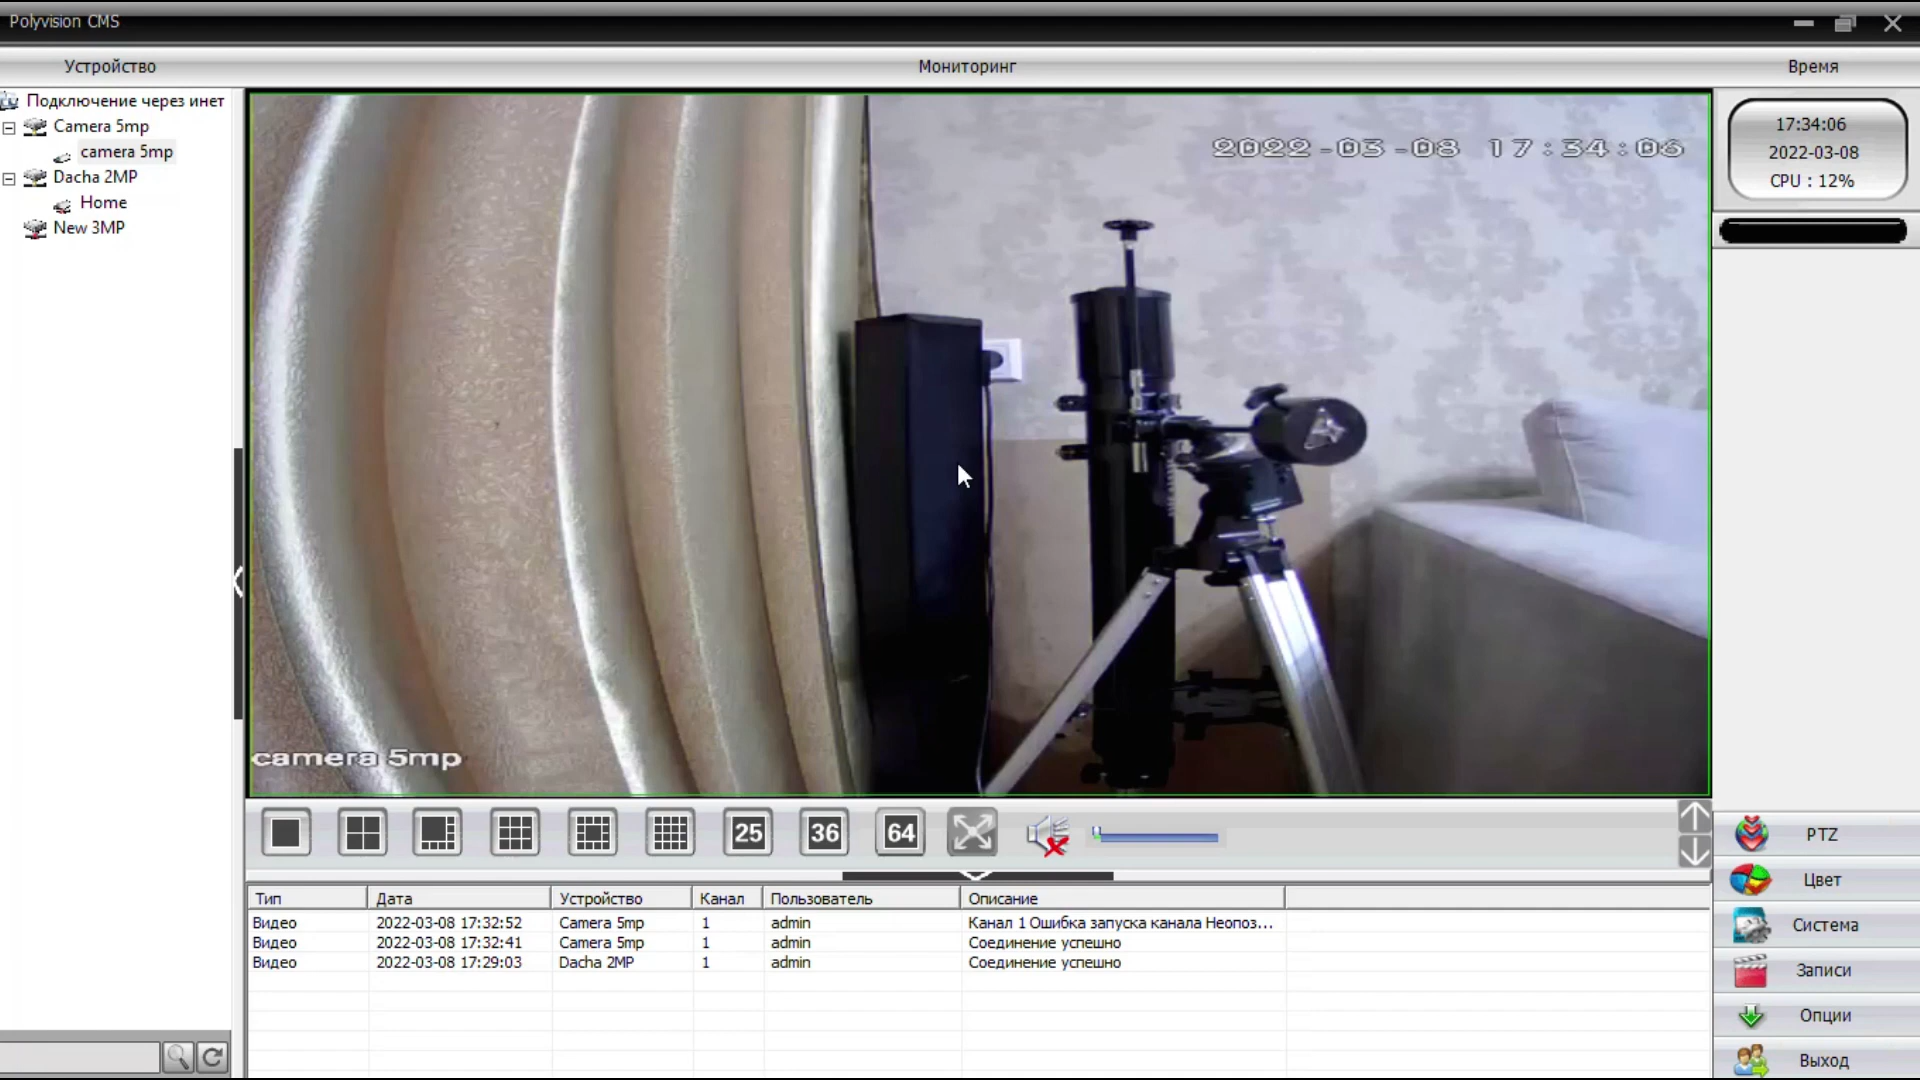 Polyvision CMS
Устройство
Мониторинг
Время
Подключение через инет
Camera 5mp
camera 5mp
Dacha 2MP
Home
New 3MP
2022-03-08 17:34:06
camera 5mp
17:34:06
2022-03-08
CPU : 12%
25 36 64
PTZ
Цвет
Система
Записи
Опции
Выход
Тип Дата Устройство Канал Пользователь Описание
Видео 2022-03-08 17:32:52 Camera 5mp 1 admin Канал 1 Ошибка запуска канала Неопоз...
Видео 2022-03-08 17:32:41 Camera 5mp 1 admin Соединение успешно
Видео 2022-03-08 17:29:03 Dacha 2MP 1 admin Соединение успешно